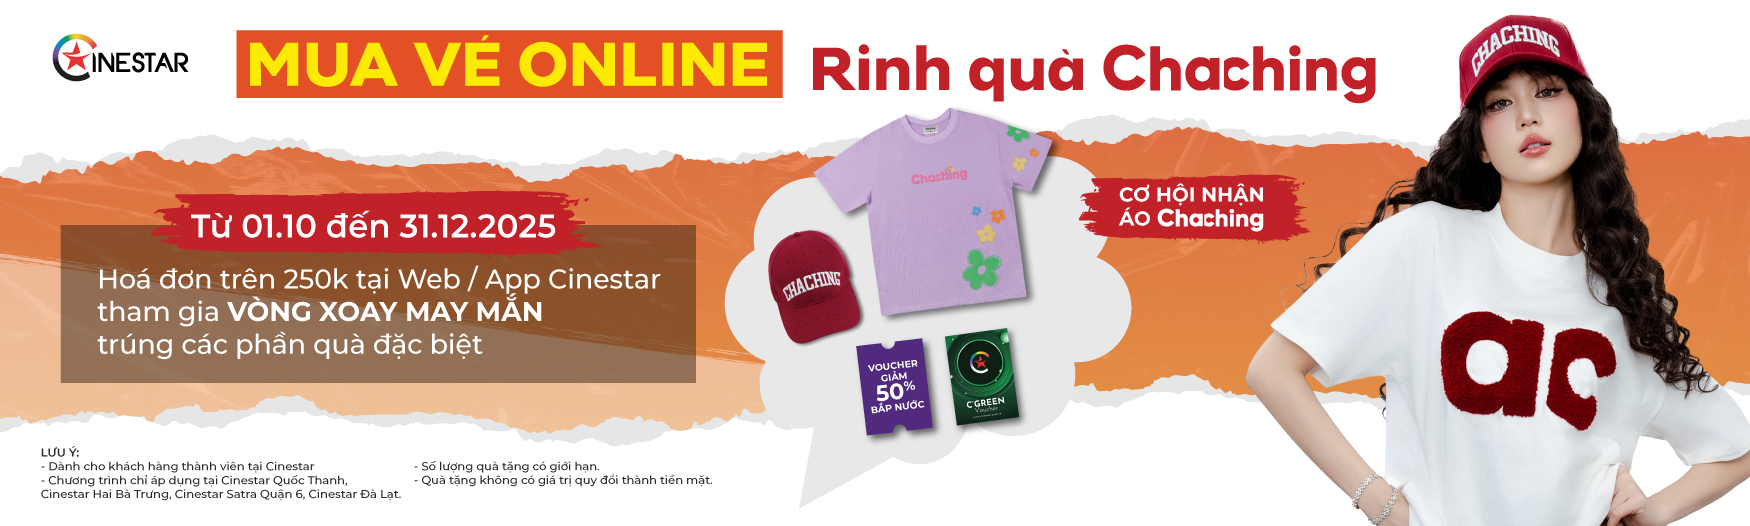 CINESTAR
MUA VÉ ONLINE
Rinh quà Chaching
CHACHING
Từ 01.10 đến 31.12.2025
Hoá đơn trên 250k tại Web / App Cinestar
tham gia VÒNG XOAY MAY MẮN
trúng các phần quà đặc biệt
Chaching
CHACHING
VOUCHER
GIẢM
50%
BẮP NƯỚC
C'GREEN
Voucher
CƠ HỘI NHẬN
ÁO Chaching
ac
LƯU Ý:
- Dành cho khách hàng thành viên tại Cinestar
- Chương trình chỉ áp dụng tại Cinestar Quốc Thanh,
Cinestar Hai Bà Trưng, Cinestar Satra Quận 6, Cinestar Đà Lạt.
- Số lượng quà tặng có giới hạn.
- Quà tặng không có giá trị quy đổi thành tiền mặt.